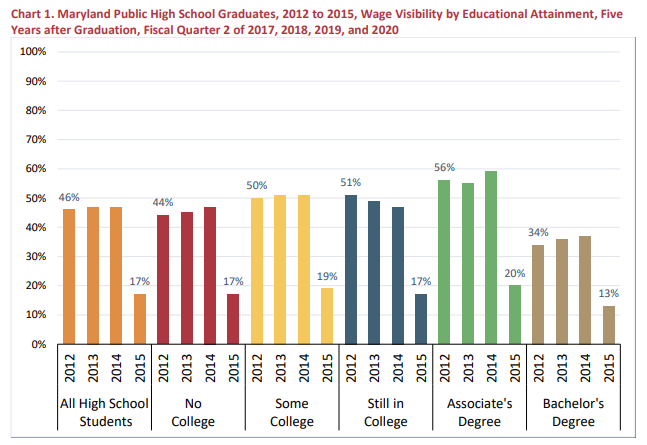 Chart 1. Maryland Public High School Graduates, 2012 to 2015, Wage Visibility by Educational Attainment, Five
Years after Graduation, Fiscal Quarter 2 of 2017, 2018, 2019, and 2020
100%
90%
80%
70%
60%
50%
40%
30%
20%
10%
0%
46%
17%
44%
17%
50%
19%
51%
17%
56%
20%
34%
13%
2012 2013 2014 2015 2012 2013 2014 2015 2012 2013 2014 2015 2012 2013 2014 2015 2012 2013 2014 2015 2012 2013 2014 2015
All High School
Students
No
College
Some
College
Still in
College
Associate's
Degree
Bachelor's
Degree